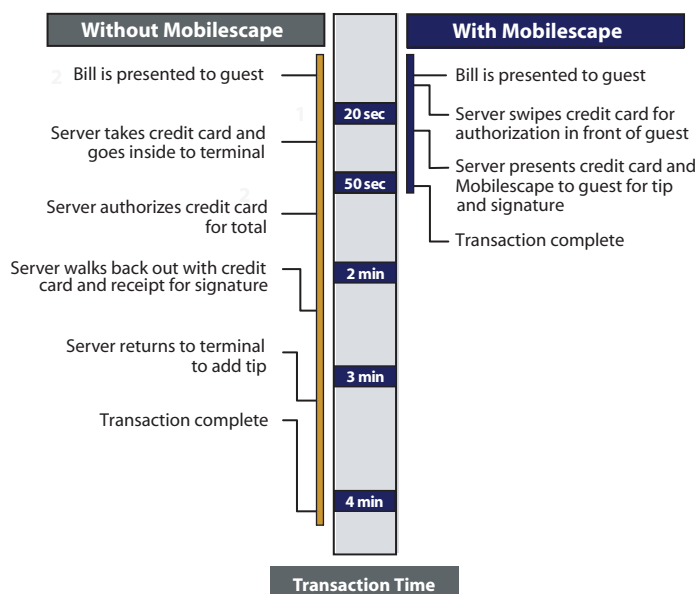 Without Mobilescape
Bill is presented to guest
Server takes credit card and
goes inside to terminal
Server authorizes credit card
for total
Server walks back out with credit
card and receipt for signature
Server returns to terminal
to add tip
Transaction complete
20 sec
50 sec
2 min
3 min
4 min
With Mobilescape
Bill is presented to guest
Server swipes credit card for
authorization in front of guest
Server presents credit card and
Mobilescape to guest for tip
and signature
Transaction complete
Transaction Time
2
1
2